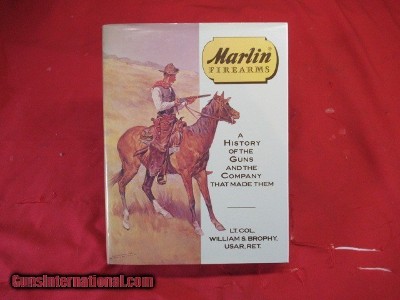 Marlin
FIREARMS
A
HISTORY
OF THE
GUNS
AND THE
COMPANY
THAT MADE THEM
LT. COL.
WILLIAM S. BROPHY,
USAR, RET.
GunsInternational.com